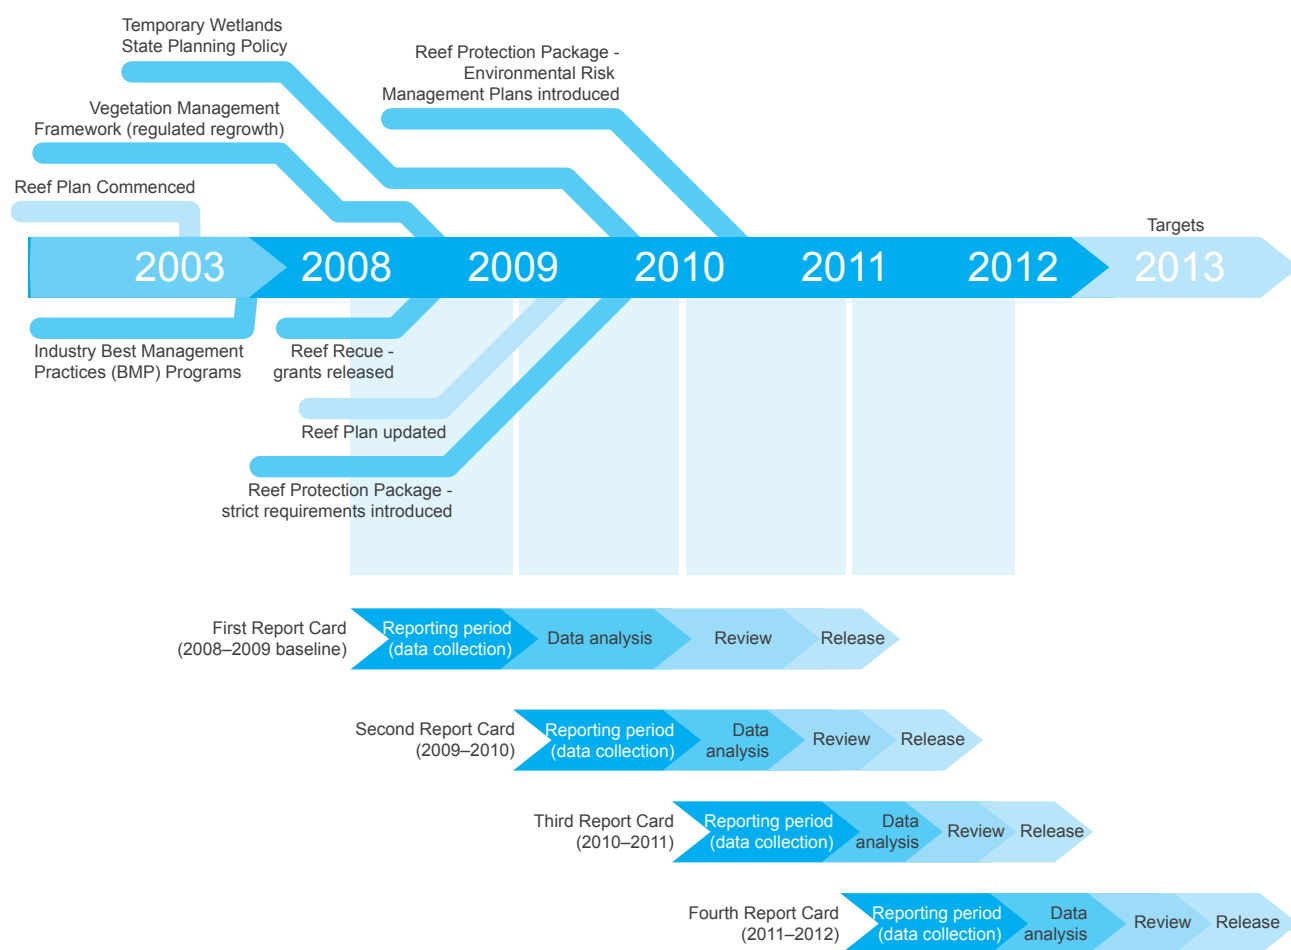 Temporary Wetlands
State Planning Policy
Reef Protection Package -
Environmental Risk
Management Plans introduced
Vegetation Management
Framework (regulated regrowth)
Reef Plan Commenced
Targets
2003
2008
2009
2010
2011
2012
2013
Industry Best Management
Practices (BMP) Programs
Reef Recue -
grants released
Reef Plan updated
Reef Protection Package -
strict requirements introduced
First Report Card
(2008–2009 baseline)
Reporting period
(data collection)
Data analysis
Review
Release
Second Report Card
(2009–2010)
Reporting period
(data collection)
Data
analysis
Review
Release
Third Report Card
(2010–2011)
Reporting period
(data collection)
Data
analysis
Review
Release
Fourth Report Card
(2011–2012)
Reporting period
(data collection)
Data
analysis
Review
Release